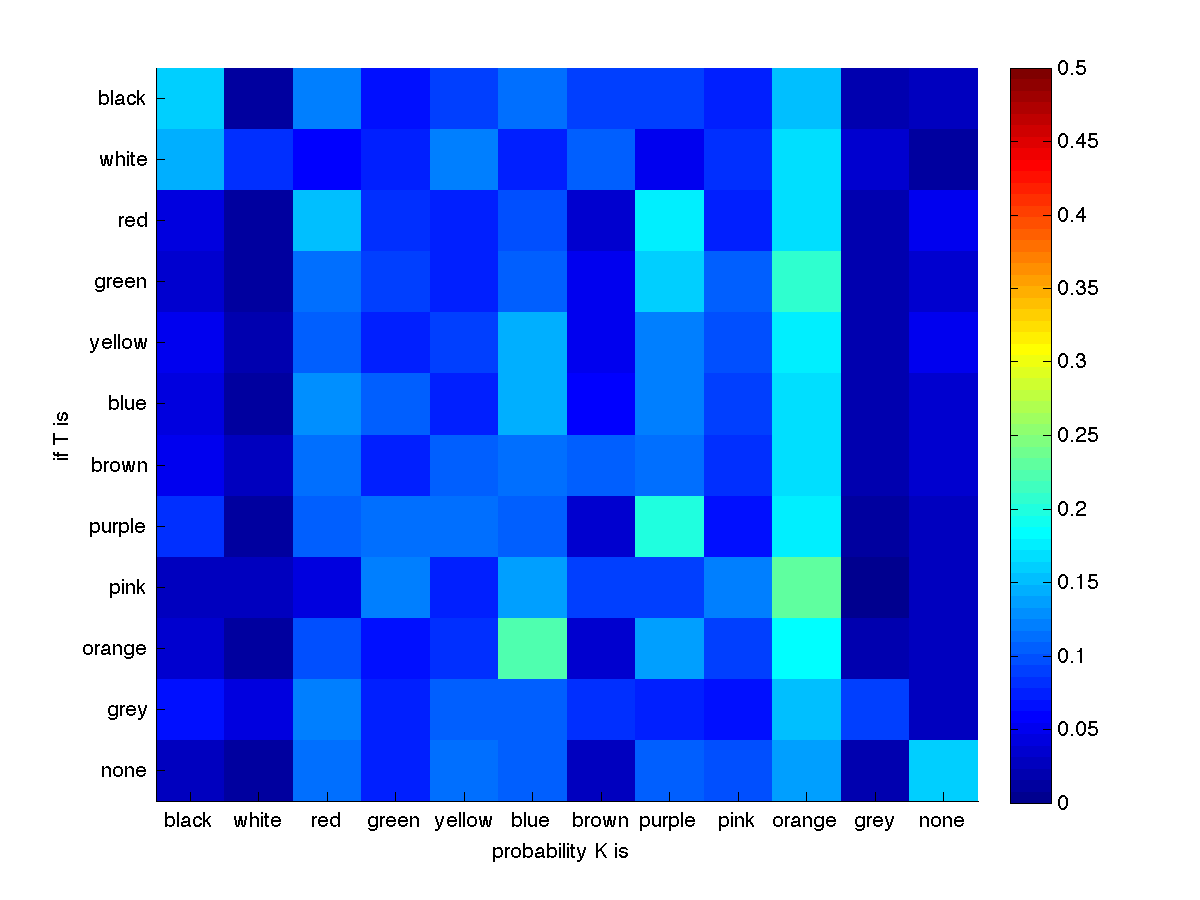 black
white
red
green
yellow
blue
brown
purple
pink
orange
grey
none
if T is
black white red green yellow blue brown purple pink orange grey none
probability K is
0.5
0.45
0.4
0.35
0.3
0.25
0.2
0.15
0.1
0.05
0